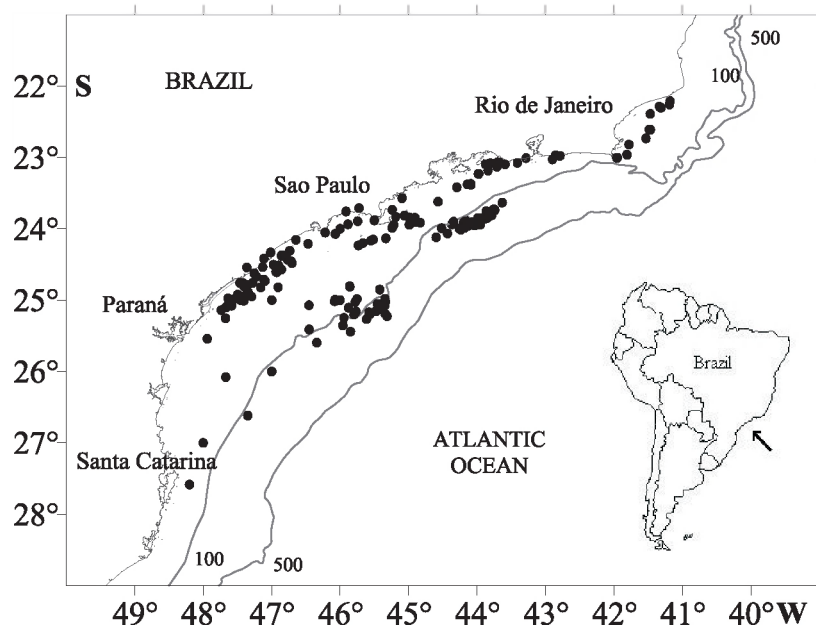 500
100
22° S
BRAZIL
Rio de Janeiro
23°
Sao Paulo
24°
25°
Paraná
26°
Brazil
27°
Santa Catarina
ATLANTIC
OCEAN
28°
100
500
49° 48° 47° 46° 45° 44° 43° 42° 41° 40° W